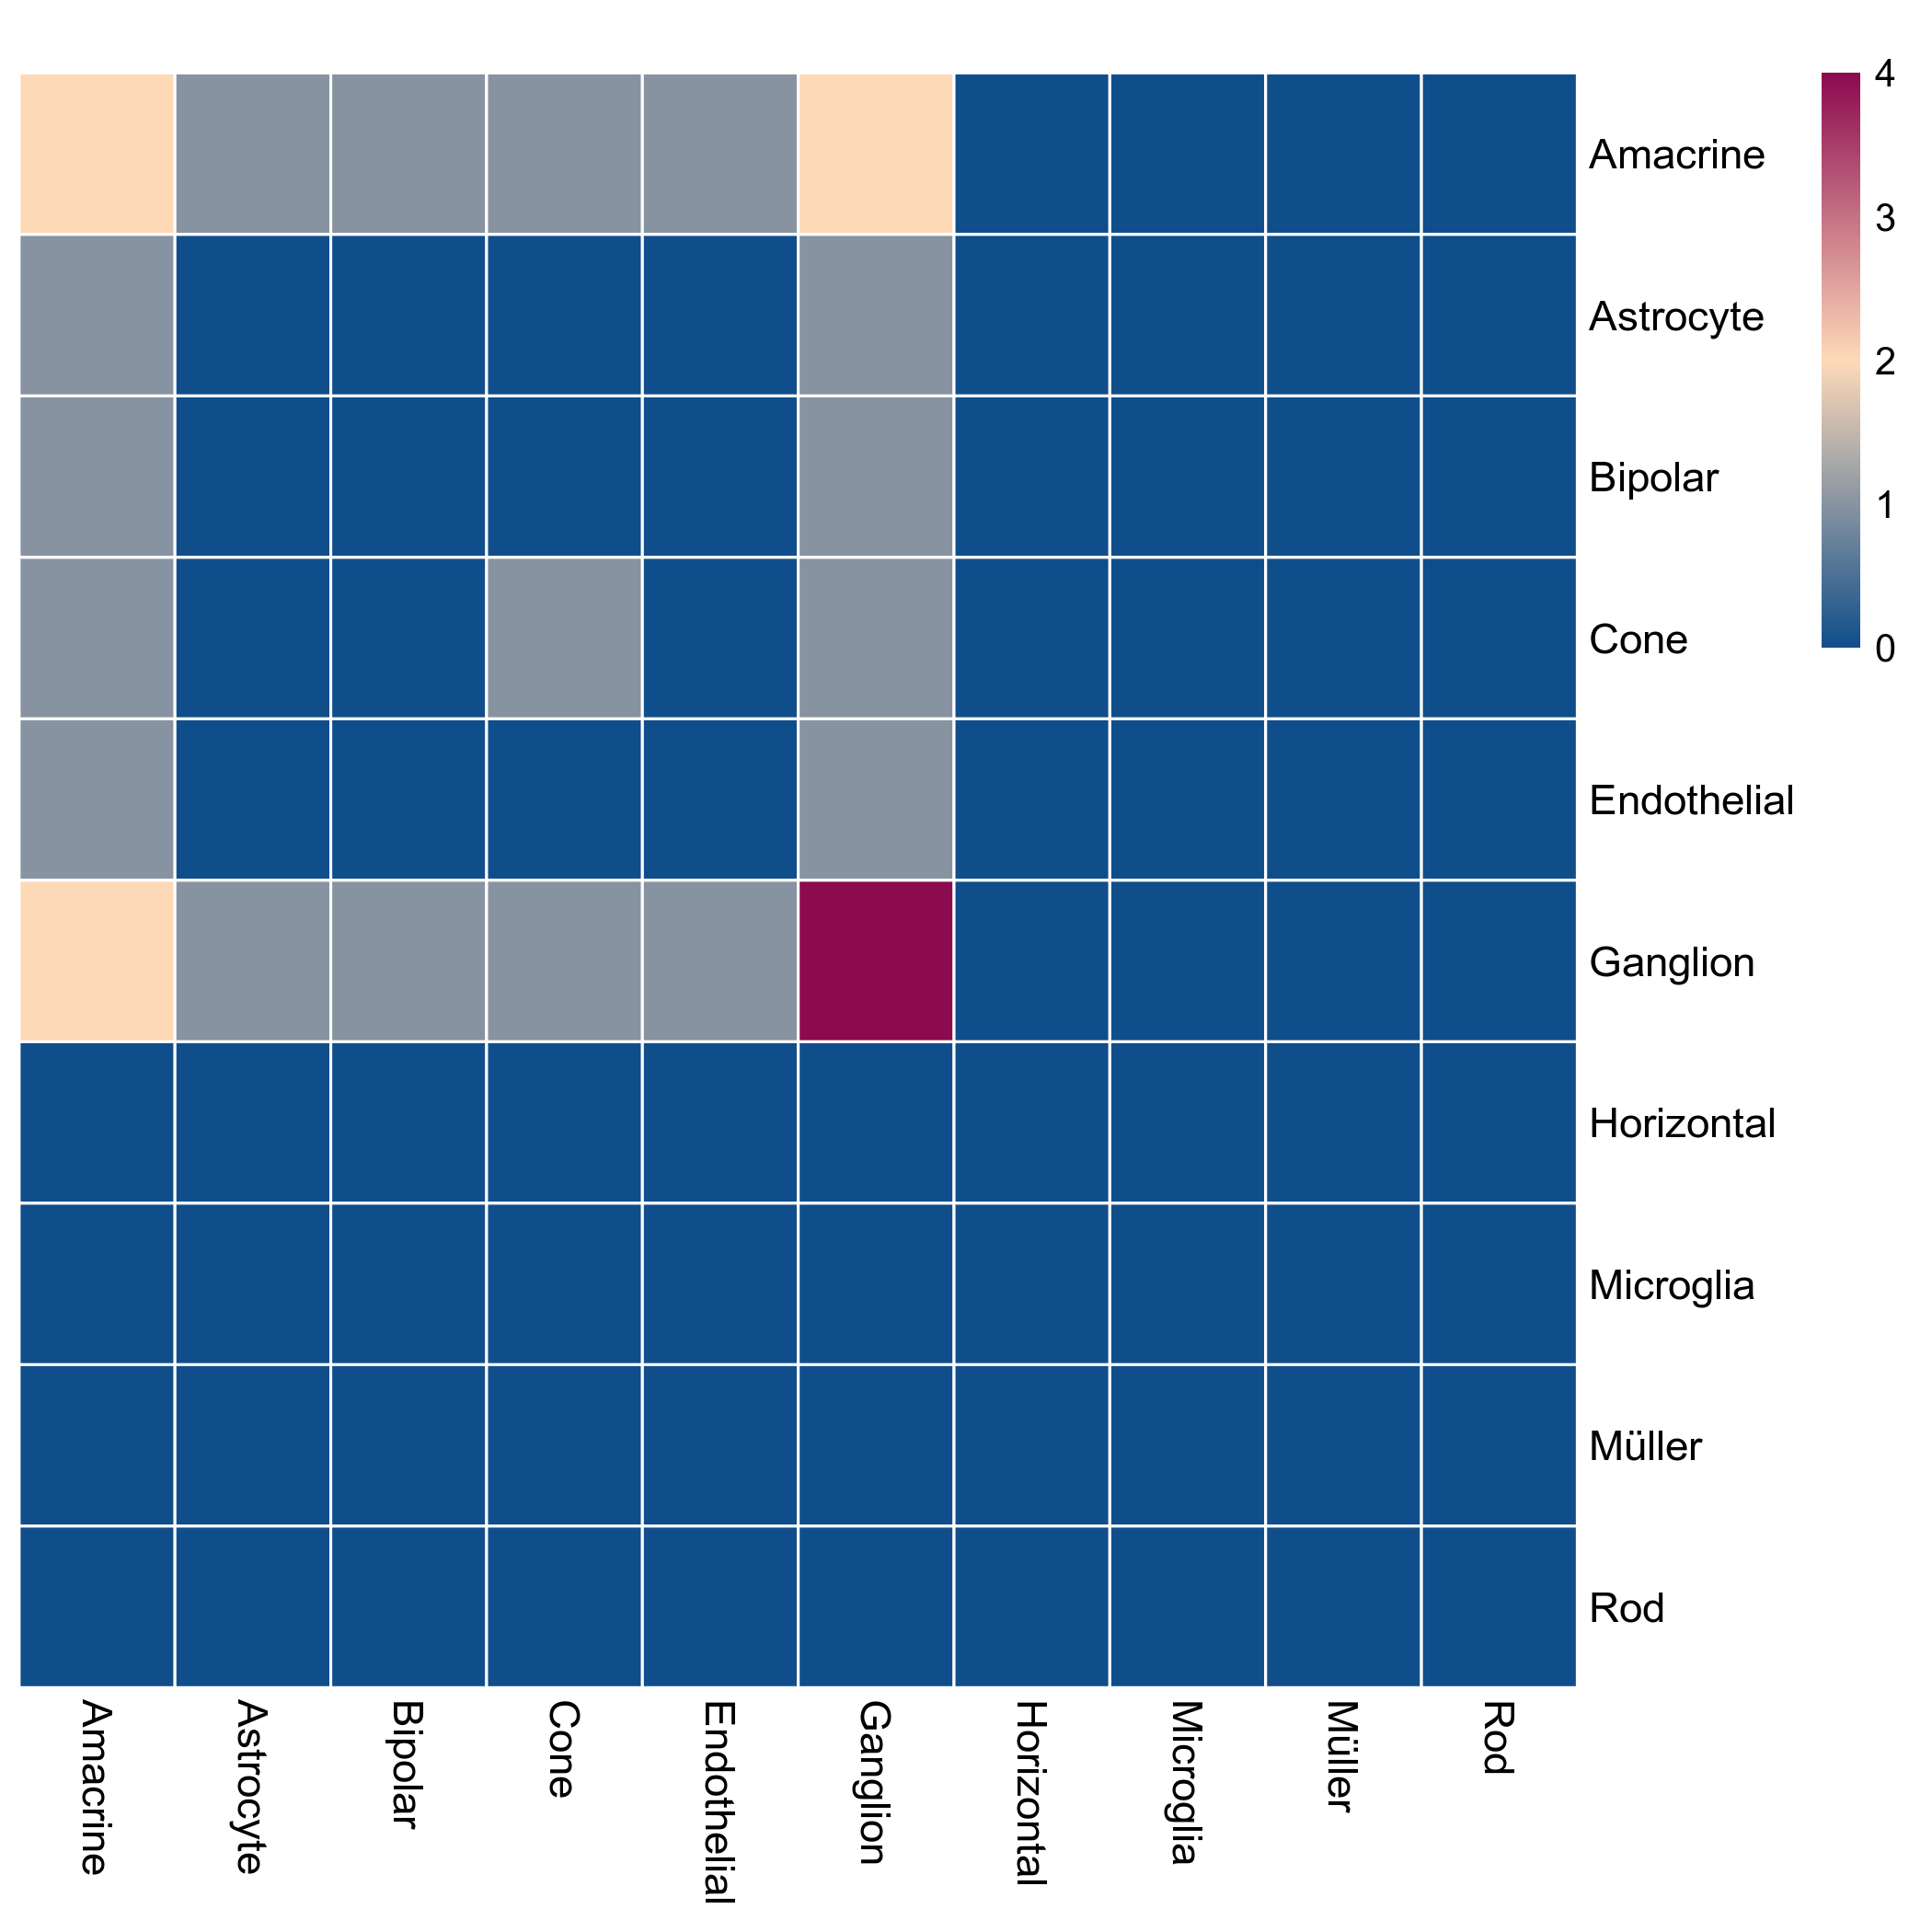 4
3
2
1
0
Amacrine
Astrocyte
Bipolar
Cone
Endothelial
Ganglion
Horizontal
Microglia
Müller
Rod
Amacrine
Astrocyte
Bipolar
Cone
Endothelial
Ganglion
Horizontal
Microglia
Müller
Rod